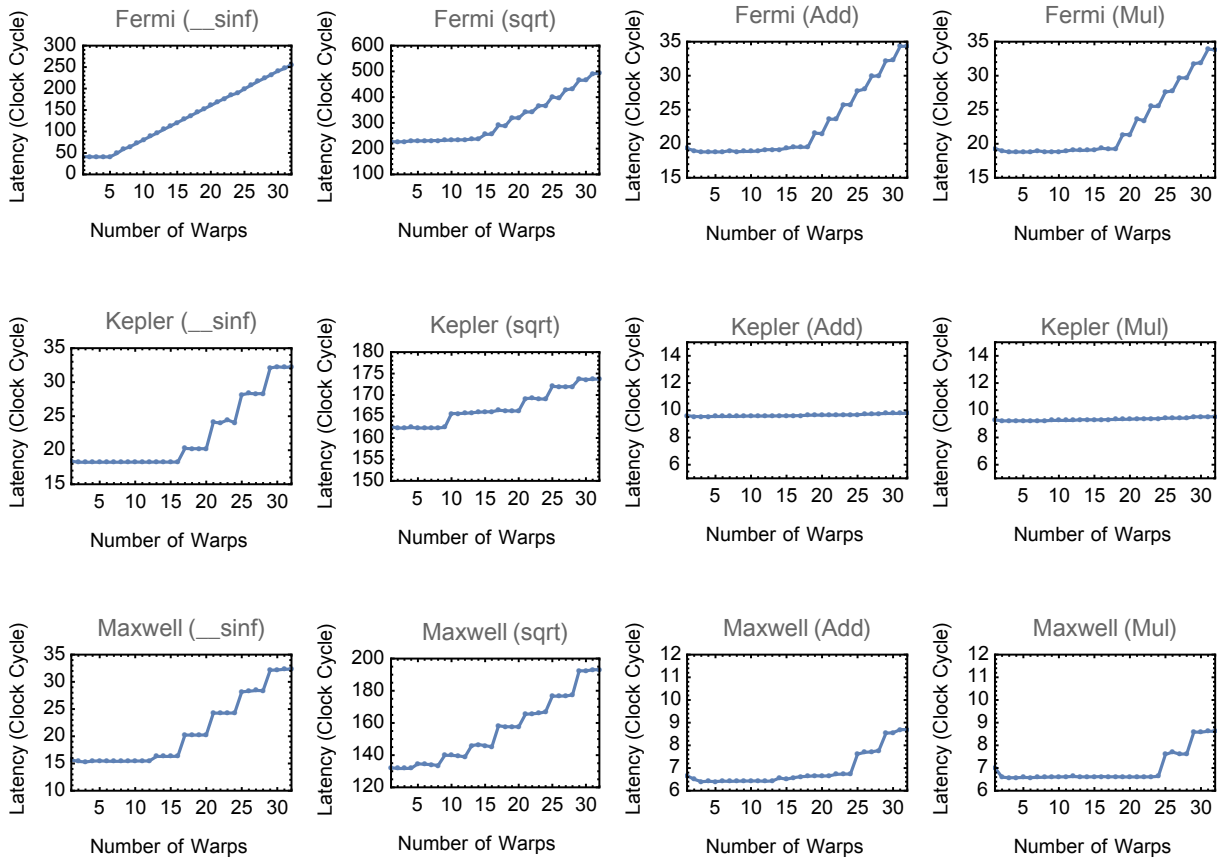 Fermi (__sinf)
Latency (Clock Cycle)
300
250
200
150
100
50
0
5 10 15 20 25 30
Number of Warps
Fermi (sqrt)
Latency (Clock Cycle)
600
500
400
300
200
100
5 10 15 20 25 30
Number of Warps
Fermi (Add)
Latency (Clock Cycle)
35
30
25
20
15
5 10 15 20 25 30
Number of Warps
Fermi (Mul)
Latency (Clock Cycle)
35
30
25
20
15
5 10 15 20 25 30
Number of Warps
Kepler (__sinf)
Latency (Clock Cycle)
35
30
25
20
15
5 10 15 20 25 30
Number of Warps
Kepler (sqrt)
Latency (Clock Cycle)
180
175
170
165
160
155
150
5 10 15 20 25 30
Number of Warps
Kepler (Add)
Latency (Clock Cycle)
14
12
10
8
6
5 10 15 20 25 30
Number of Warps
Kepler (Mul)
Latency (Clock Cycle)
14
12
10
8
6
5 10 15 20 25 30
Number of Warps
Maxwell (__sinf)
Latency (Clock Cycle)
35
30
25
20
15
10
5 10 15 20 25 30
Number of Warps
Maxwell (sqrt)
Latency (Clock Cycle)
200
180
160
140
120
5 10 15 20 25 30
Number of Warps
Maxwell (Add)
Latency (Clock Cycle)
12
11
10
9
8
7
6
5 10 15 20 25 30
Number of Warps
Maxwell (Mul)
Latency (Clock Cycle)
12
11
10
9
8
7
6
5 10 15 20 25 30
Number of Warps